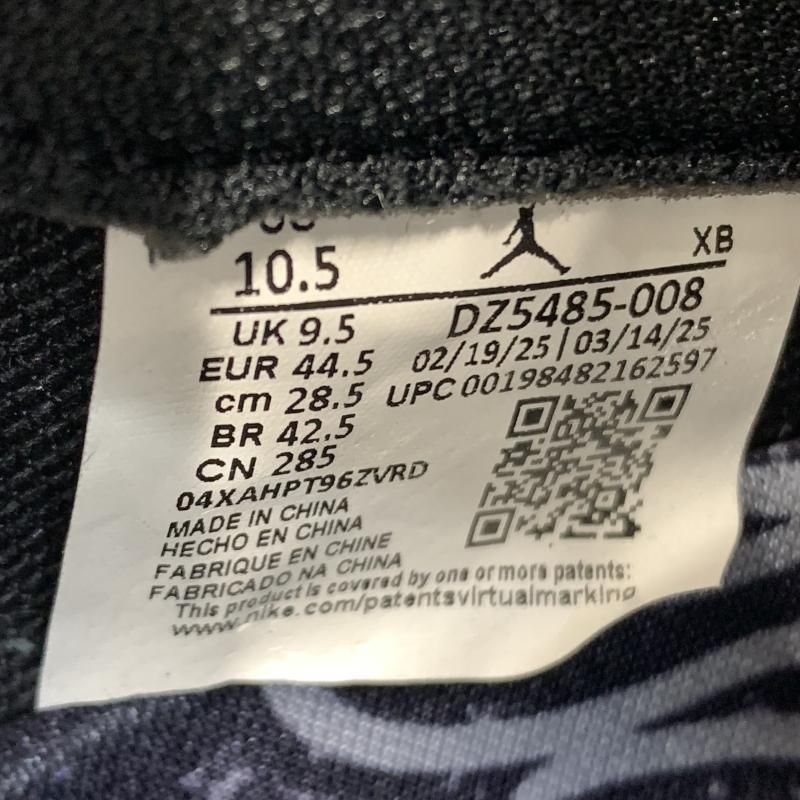 10.5
XB
UK 9.5
DZ5485-008
EUR 44.5
02/19/25 | 03/14/25
cm 28.5
UPC 00198482162597
BR 42.5
CN 285
04XAHPT96ZVRD
MADE IN CHINA
HECHO EN CHINA
FABRIQUE EN CHINE
FABRICADO NA CHINA
This product is covered by one or more patents:
www.nike.com/patentsvirtualmarking